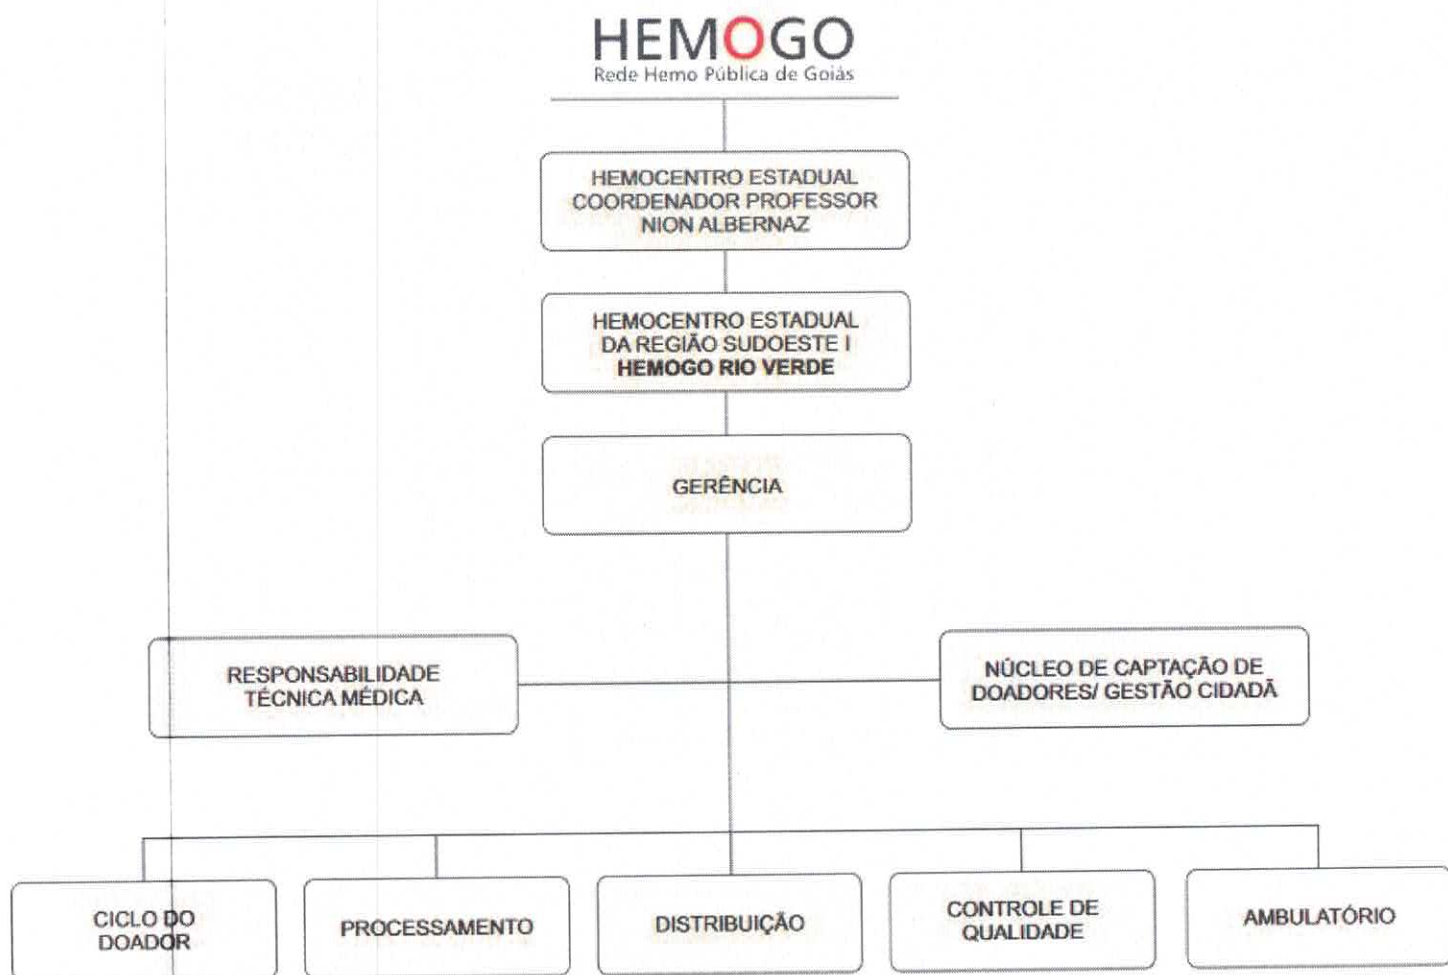 HEMOGO
Rede Hemo Pública de Goiás
HEMOCENTRO ESTADUAL
COORDENADOR PROFESSOR
NION ALBERNAZ
HEMOCENTRO ESTADUAL
DA REGIÃO SUDOESTE I
HEMOGO RIO VERDE
GERÊNCIA
RESPONSABILIDADE
TÉCNICA MÉDICA
NÚCLEO DE CAPTAÇÃO DE
DOADORES/ GESTÃO CIDADÃ
CICLO DO
DOADOR
PROCESSAMENTO
DISTRIBUIÇÃO
CONTROLE DE
QUALIDADE
AMBULATÓRIO